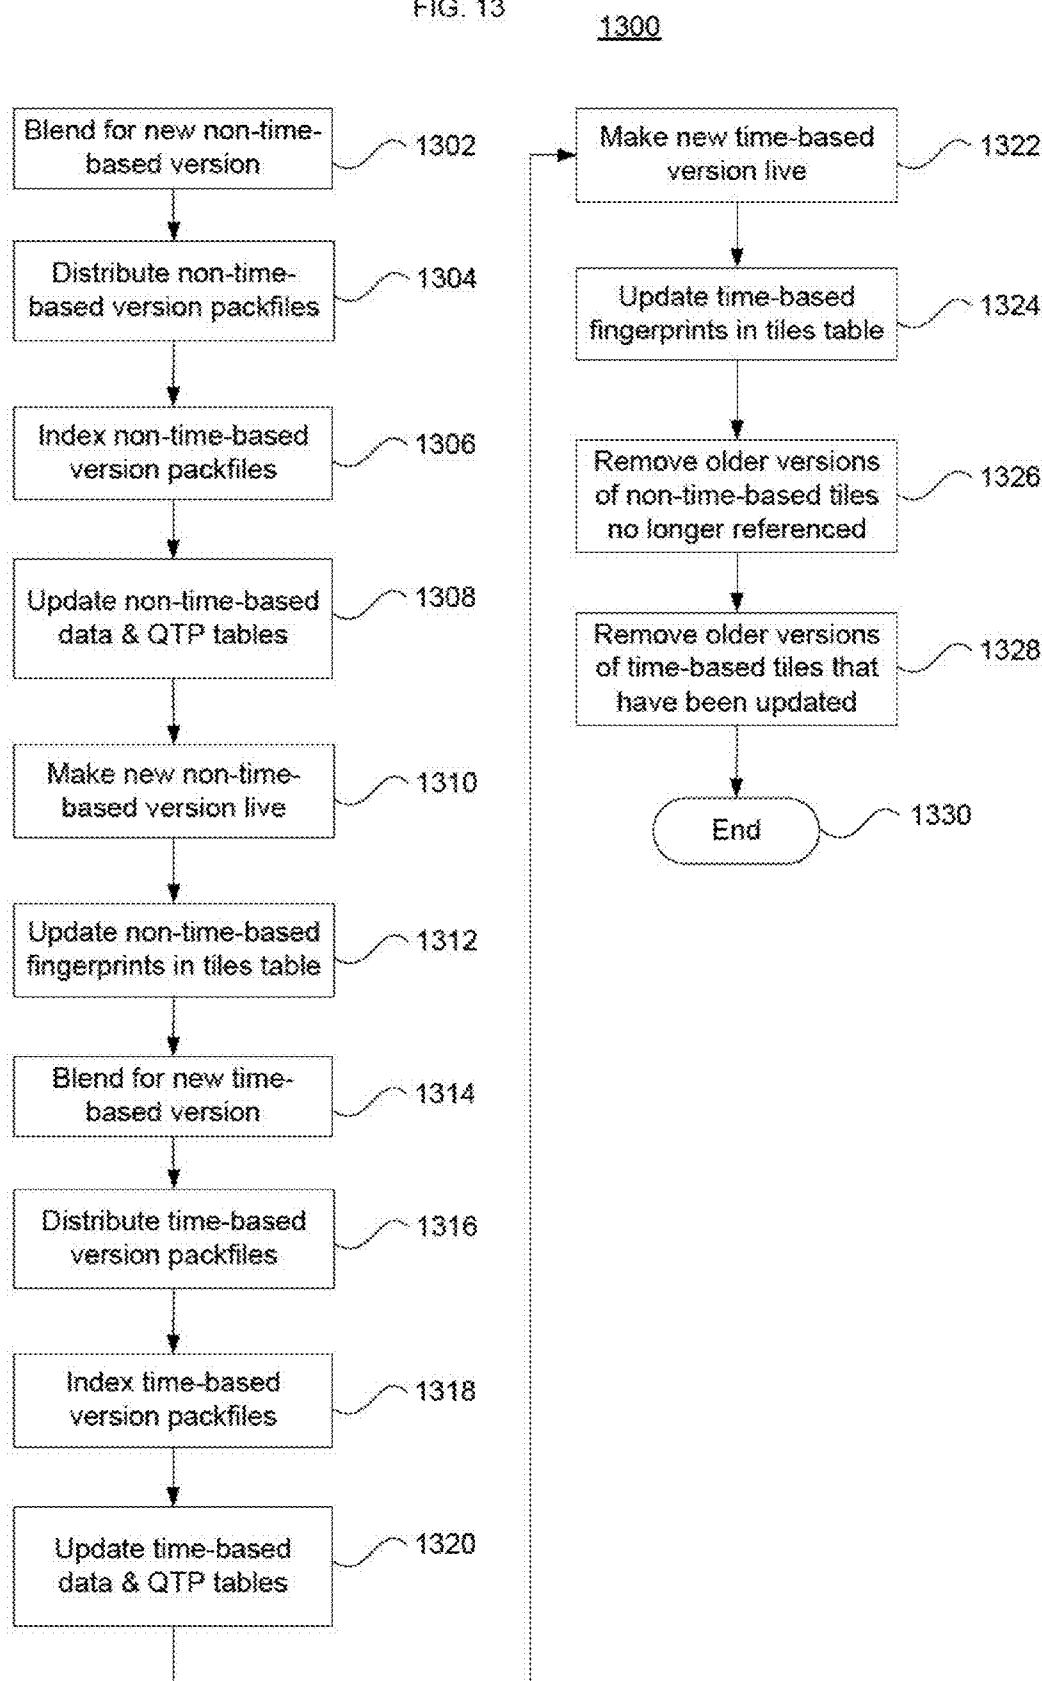 FIG. 13
1300
Blend for new non-time-
based version
1302
Distribute non-time-
based version packfiles
1304
Index non-time-based
version packfiles
1306
Update non-time-based
data & QTP tables
1308
Make new non-time-
based version live
1310
Update non-time-based
fingerprints in tiles table
1312
Blend for new time-
based version
1314
Distribute time-based
version packfiles
1316
Index time-based
version packfiles
1318
Update time-based
data & QTP tables
1320
Make new time-based
version live
1322
Update time-based
fingerprints in tiles table
1324
Remove older versions
of non-time-based tiles
no longer referenced
1326
Remove older versions
of time-based tiles that
have been updated
1328
End
1330